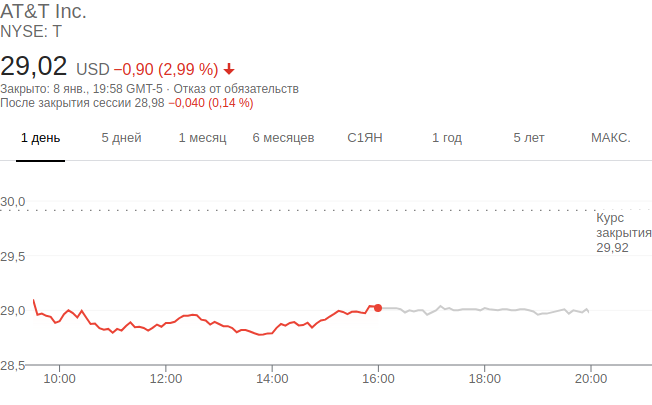 AT&T Inc.
NYSE: T
29,02 USD −0,90 (2,99 %)
Закрыто: 8 янв., 19:58 GMT-5 · Отказ от обязательств
После закрытия сессии 28,98 −0,040 (0,14 %)
1 день 5 дней 1 месяц 6 месяцев С1ЯН 1 год 5 лет МАКС.
30,0
Курс
закрытия
29,92
29,5
29,0
28,5
10:00 12:00 14:00 16:00 18:00 20:00